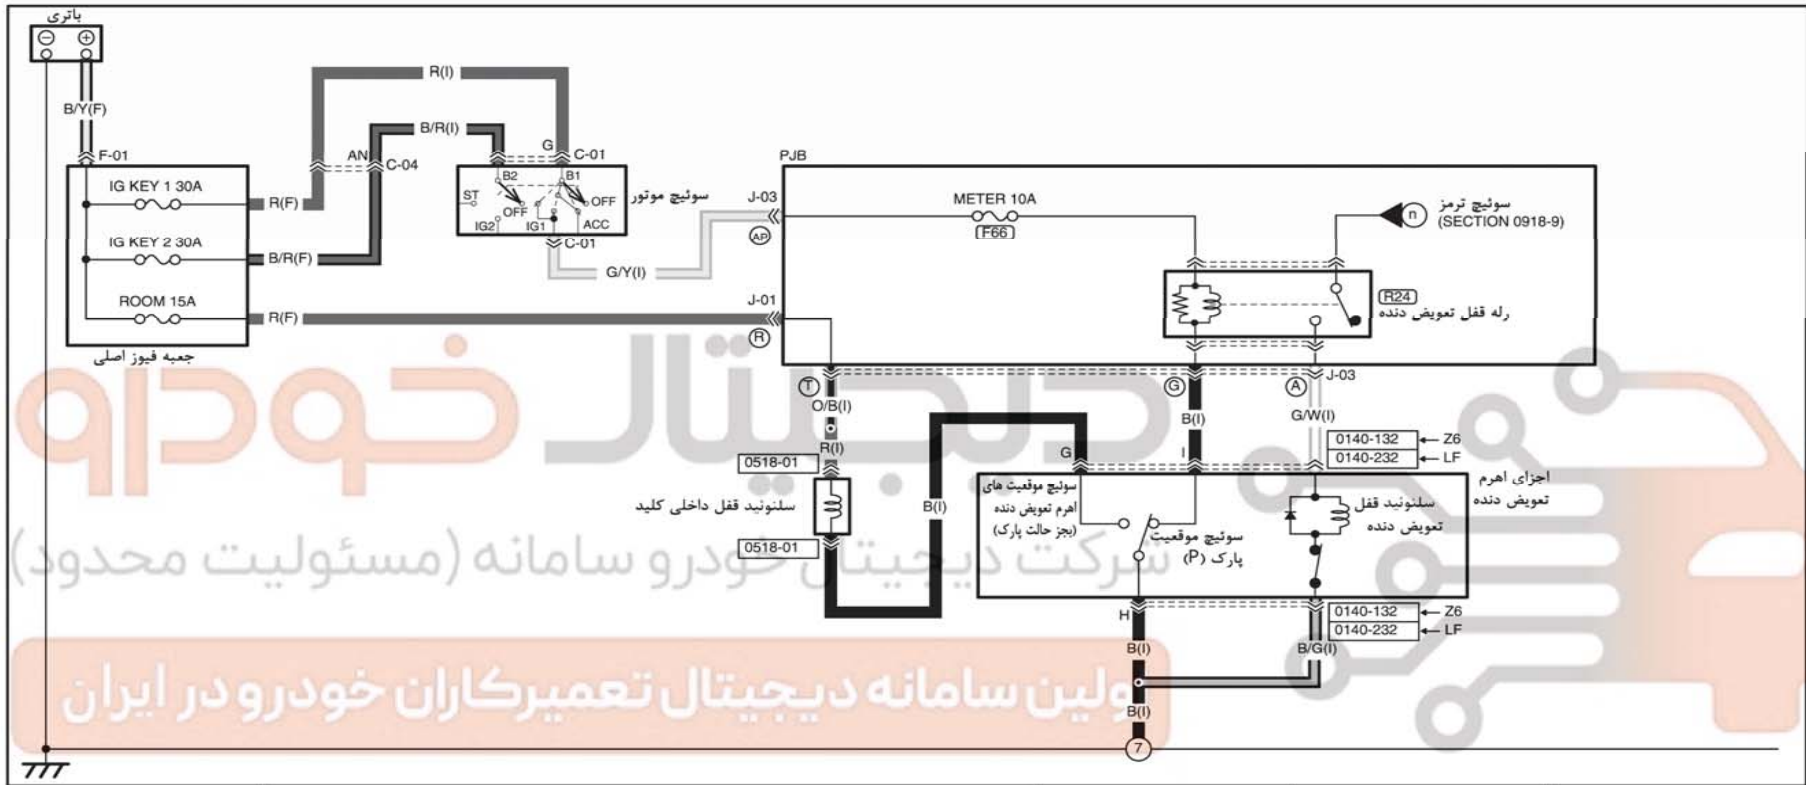 باتری
B/Y(F)
F-01
IG KEY 1 30A
IG KEY 2 30A
ROOM 15A
جعبه فیوز اصلی
R(F)
B/R(F)
R(F)
R(I)
B/R(I)
AN
C-04
G
C-01
B2
B1
ST
OFF
OFF
IG2
IG1
ACC
سوئیچ موتور
C-01
G/Y(I)
J-03
AP
J-01
R
PJB
METER 10A
F66
n
سوئیچ ترمز
(SECTION 0918-9)
R24
رله قفل تعویض دنده
T
G
A
J-03
O/B(I)
B(I)
G/W(I)
R(I)
0518-01
سلنوئید قفل داخلی کلید
0518-01
B(I)
G
I
0140-132
Z6
0140-232
LF
اجزای اهرم
تعویض دنده
سوئیچ موقعیت های
اهرم تعویض دنده
(بجز حالت پارک)
سوئیچ موقعیت
پارک (P)
سلنوئید قفل
تعویض دنده
H
0140-132
Z6
0140-232
LF
B(I)
B/G(I)
B(I)
7
دیجیتال خودرو
شرکت دیجیتال خودرو سامانه (مسئولیت محدود)
ولین سامانه دیجیتال تعمیرکاران خودرو در ایران